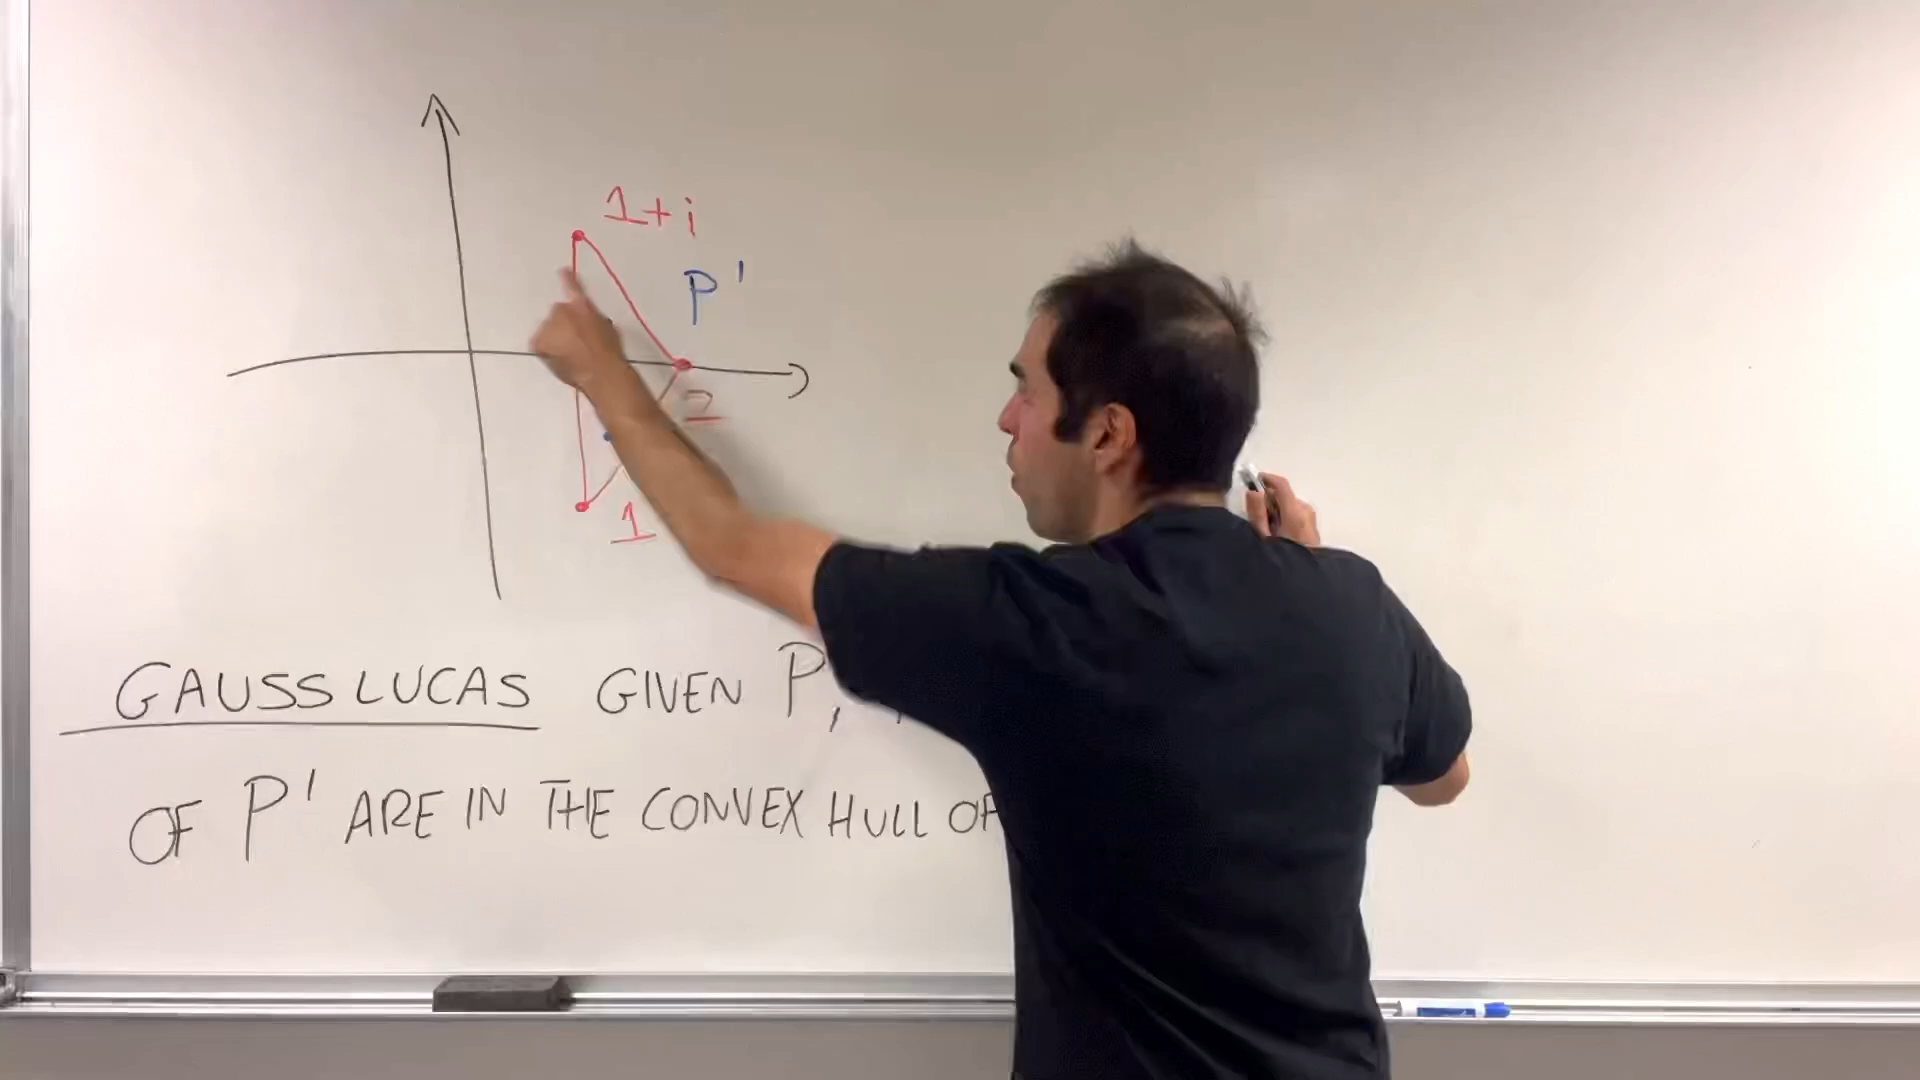 1+i
P'
2
1
GAUSS LUCAS GIVEN P,
OF P' ARE IN THE CONVEX HULL OF